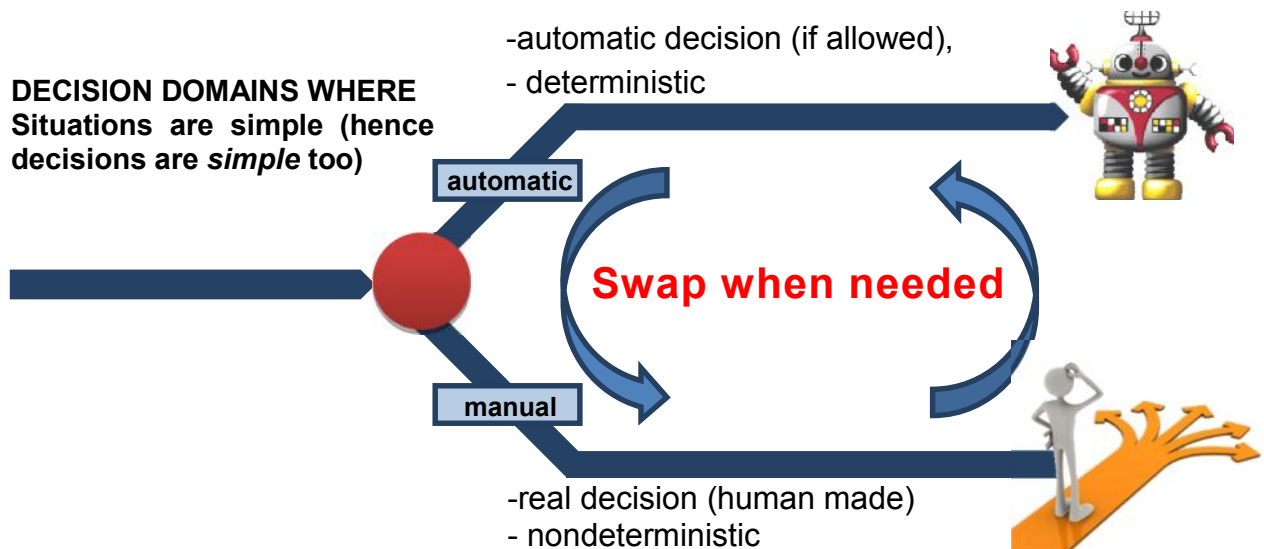 -automatic decision (if allowed),
- deterministic
DECISION DOMAINS WHERE
Situations are simple (hence
decisions are simple too)
automatic
Swap when needed
manual
-real decision (human made)
- nondeterministic